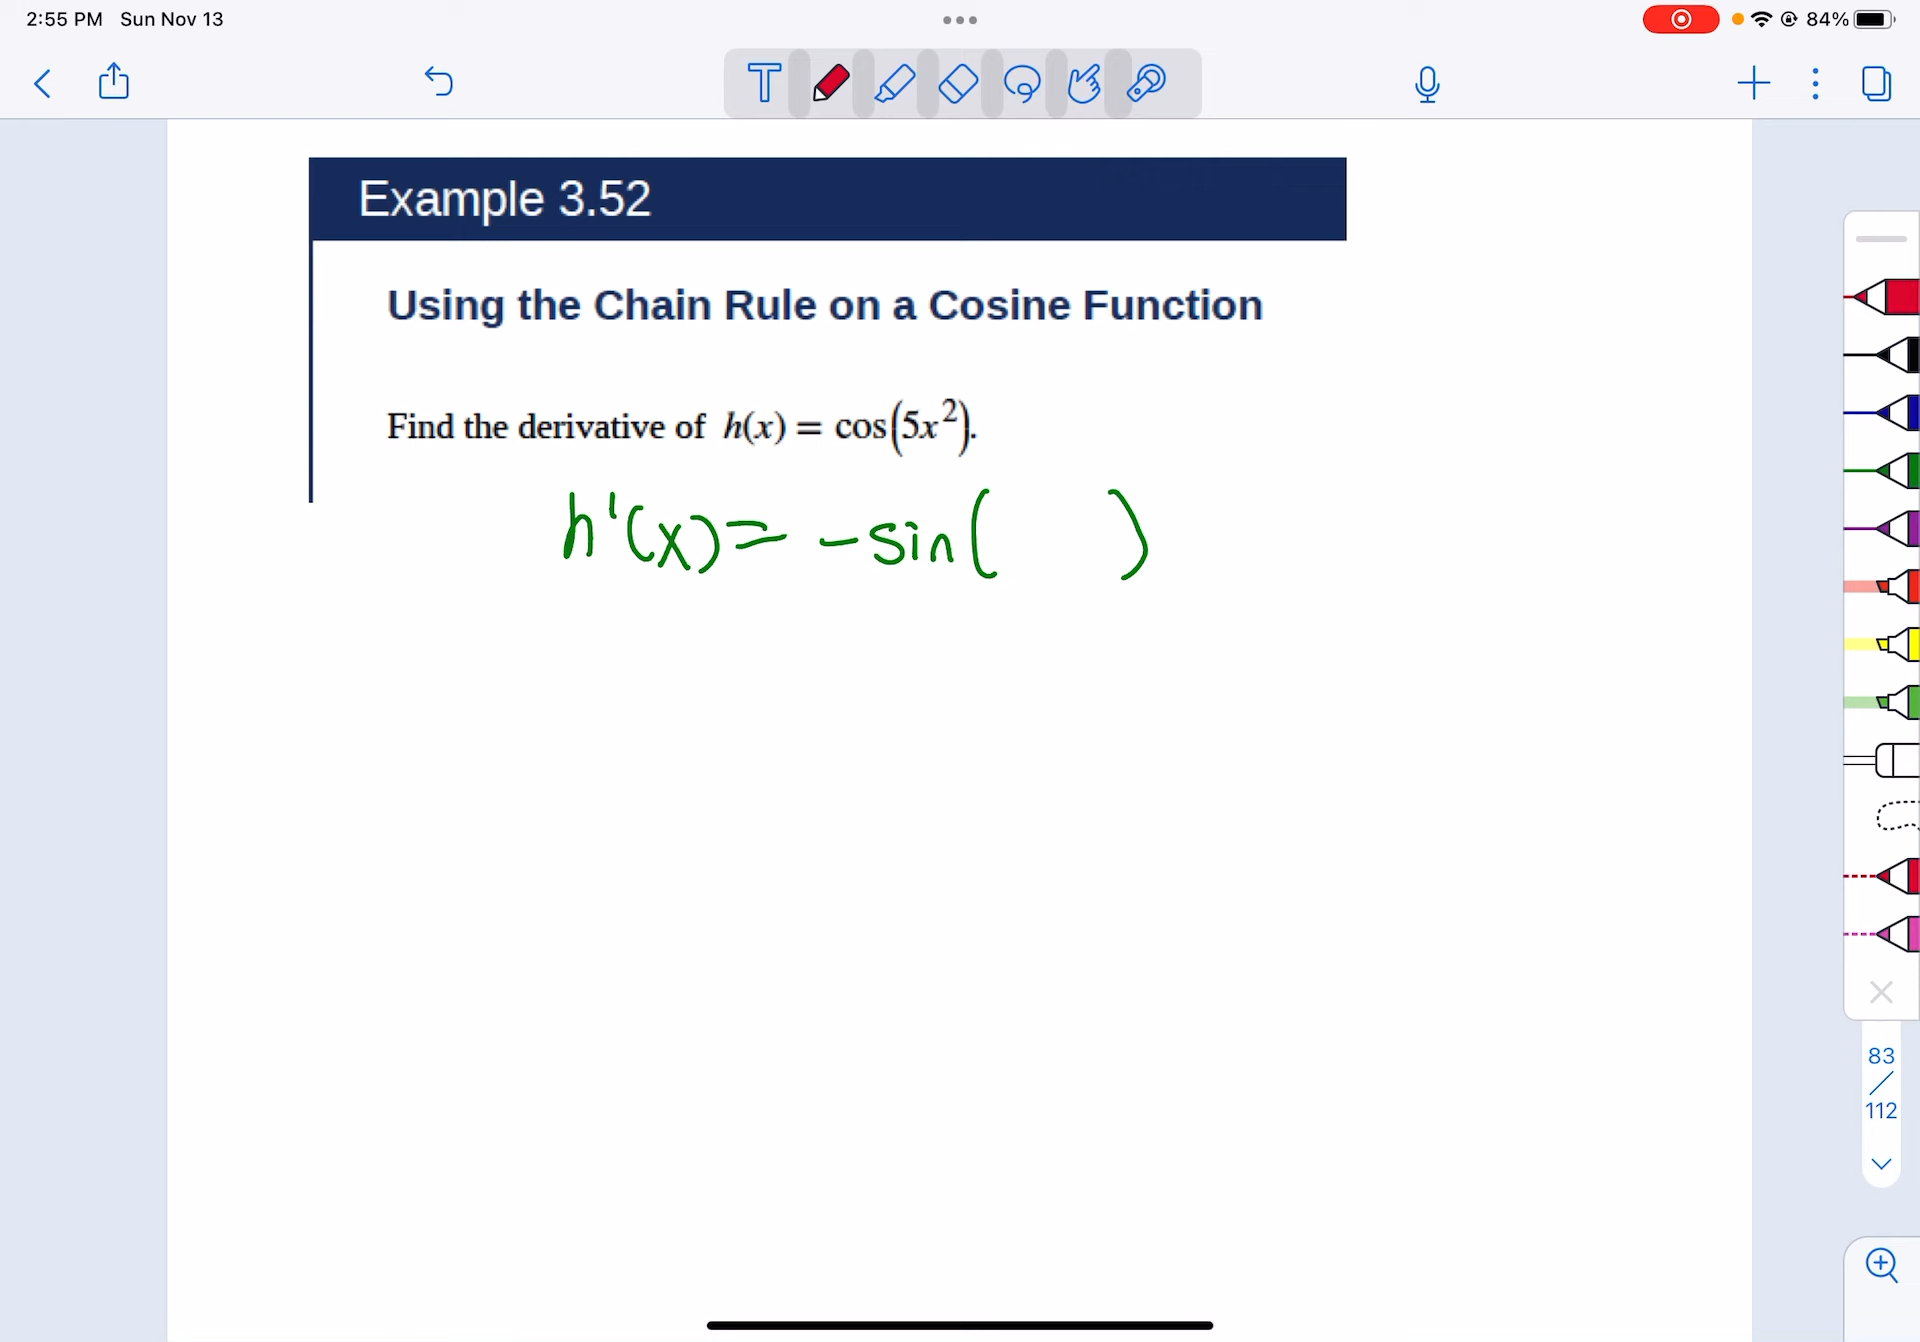 2:55 PM Sun Nov 13
84%
Example 3.52
Using the Chain Rule on a Cosine Function
Find the derivative of h(x) = cos(5x²).
h'(x) = -sin( )
83
/
112